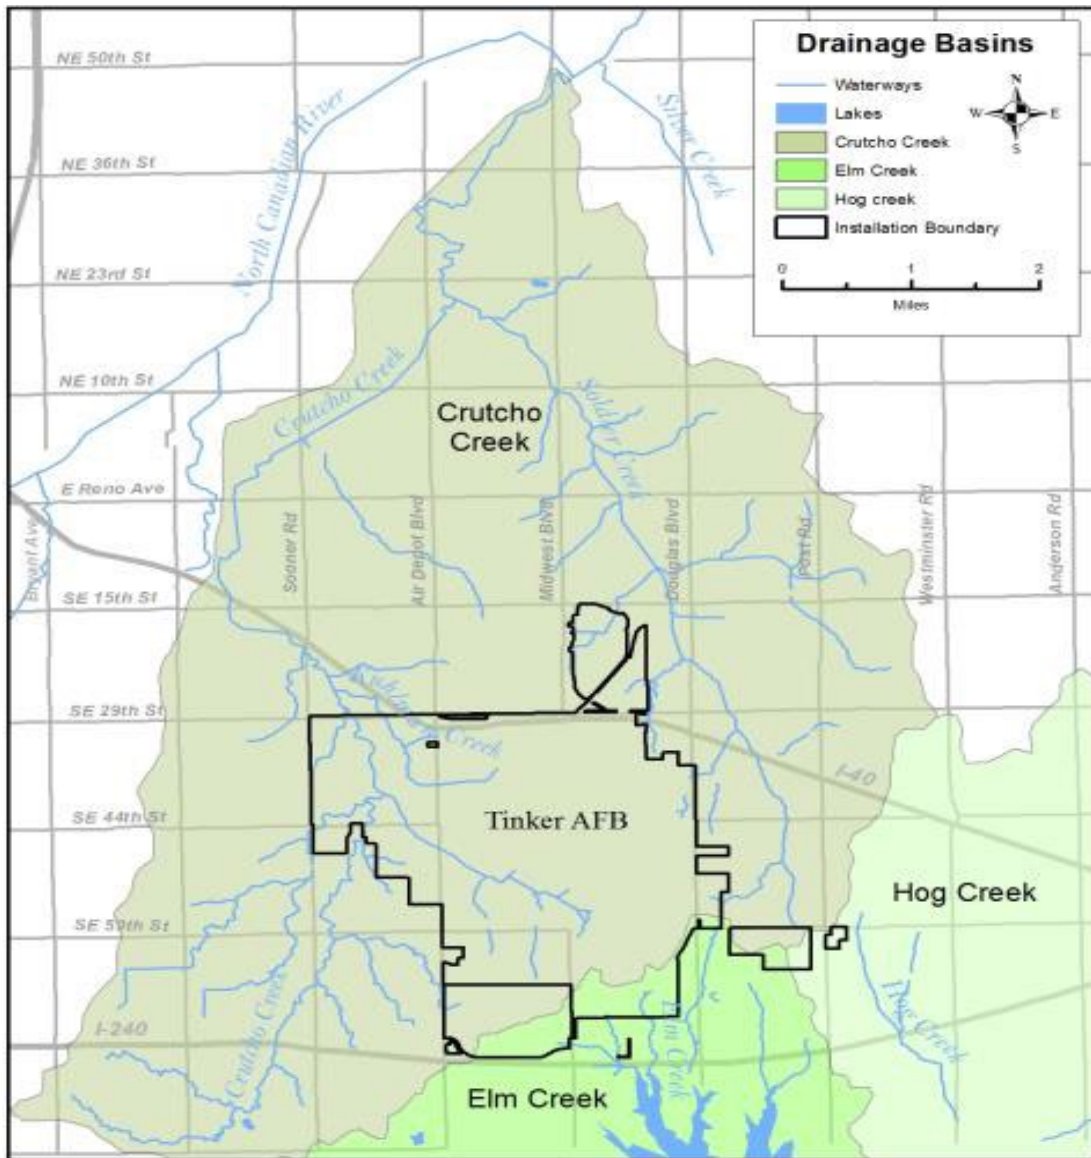 Drainage Basins
Waterways
Lakes
Crutcho Creek
Elm Creek
Hog creek
Installation Boundary
N
W
E
S
0
1
2
Miles
NE 50th St
NE 36th St
NE 23rd St
NE 10th St
E Reno Ave
SE 15th St
SE 29th St
SE 44th St
SE 59th St
I-240
I-40
Bryant Ave
Sooner Rd
Air Depot Blvd
Midwest Blvd
Douglas Blvd
Post Rd
Westminster Rd
Anderson Rd
North Canadian River
Silver Creek
Crutcho Creek
Soldier Creek
Crutcho
Creek
Kuhlman Creek
Tinker AFB
Hog Creek
Hog Creek
Crutcho Creek
Elm Creek
Elm Creek